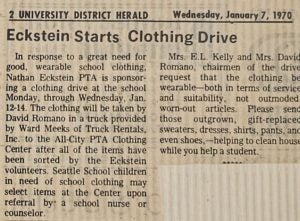 2 UNIVERSITY DISTRICT HERALD Wednesday, January 7, 1970
Eckstein Starts Clothing Drive
In response to a great need for
good, wearable school clothing,
Nathan Eckstein PTA is sponsor-
ing a clothing drive at the school
Monday, through Wednesday, Jan.
12-14. The clothing will be taken by
David Romano in a truck provided
by Ward Meeks of Truck Rentals,
Inc. to the All-City PTA Clothing
Center after all of the items have
been sorted by the Eckstein
volunteers. Seattle School children
in need of school clothing may
select items at the Center upon
referral by a school nurse or
counselor.
Mrs. E.L. Kelly and Mrs. David
Romano, chairmen of the drive
request that the clothing be
wearable—both in terms of service
and suitability, not outmoded,
worn-out articles. Please send
those outgrown, gift-replaced
sweaters, dresses, shirts, pants, and
even shoes,—helping to clean house
while you help a student.